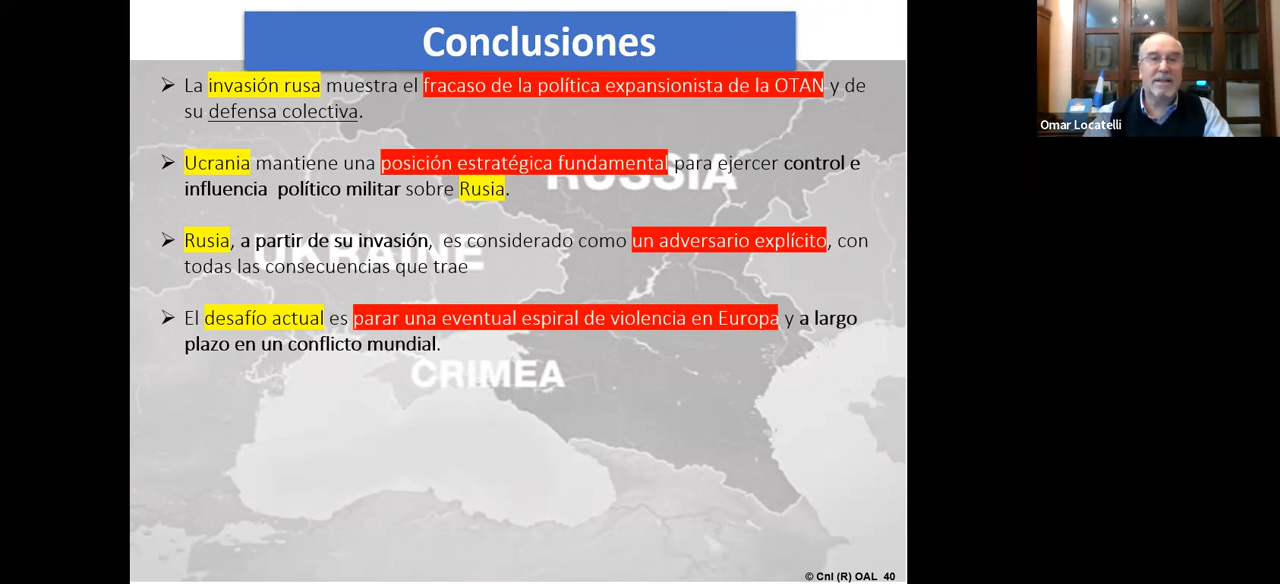 Conclusiones
➢ La invasión rusa muestra el fracaso de la política expansionista de la OTAN y de
su defensa colectiva.
➢ Ucrania mantiene una posición estratégica fundamental para ejercer control e
influencia político militar sobre Rusia.
➢ Rusia, a partir de su invasión, es considerado como un adversario explícito, con
todas las consecuencias que trae
➢ El desafío actual es parar una eventual espiral de violencia en Europa y a largo
plazo en un conflicto mundial.
RUSSIA
UKRAINE
CRIMEA
© Cnl (R) OAL 40
Omar Locatelli